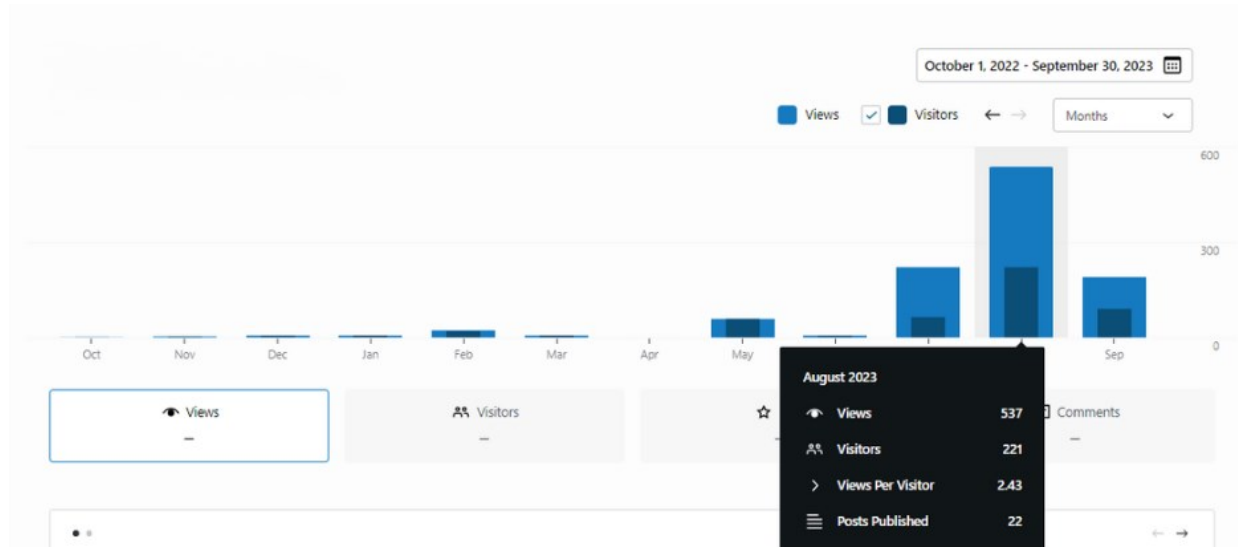 October 1, 2022 - September 30, 2023
Views Visitors Months
600
300
0
Oct Nov Dec Jan Feb Mar Apr May Sep
August 2023
Views 537
Visitors 221
Views Per Visitor 2.43
Posts Published 22
Views
–
Visitors
–
Comments
–